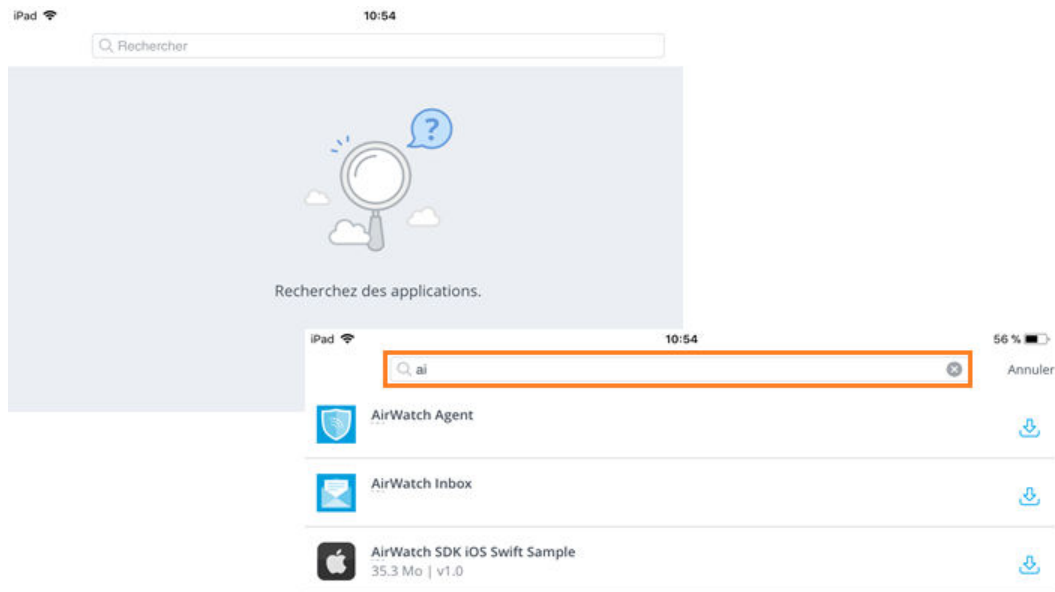 iPad 10:54
Rechercher
?
Recherchez des applications.
iPad 10:54 56 %
ai
Annuler
AirWatch Agent
AirWatch Inbox
AirWatch SDK iOS Swift Sample
35.3 Mo | v1.0